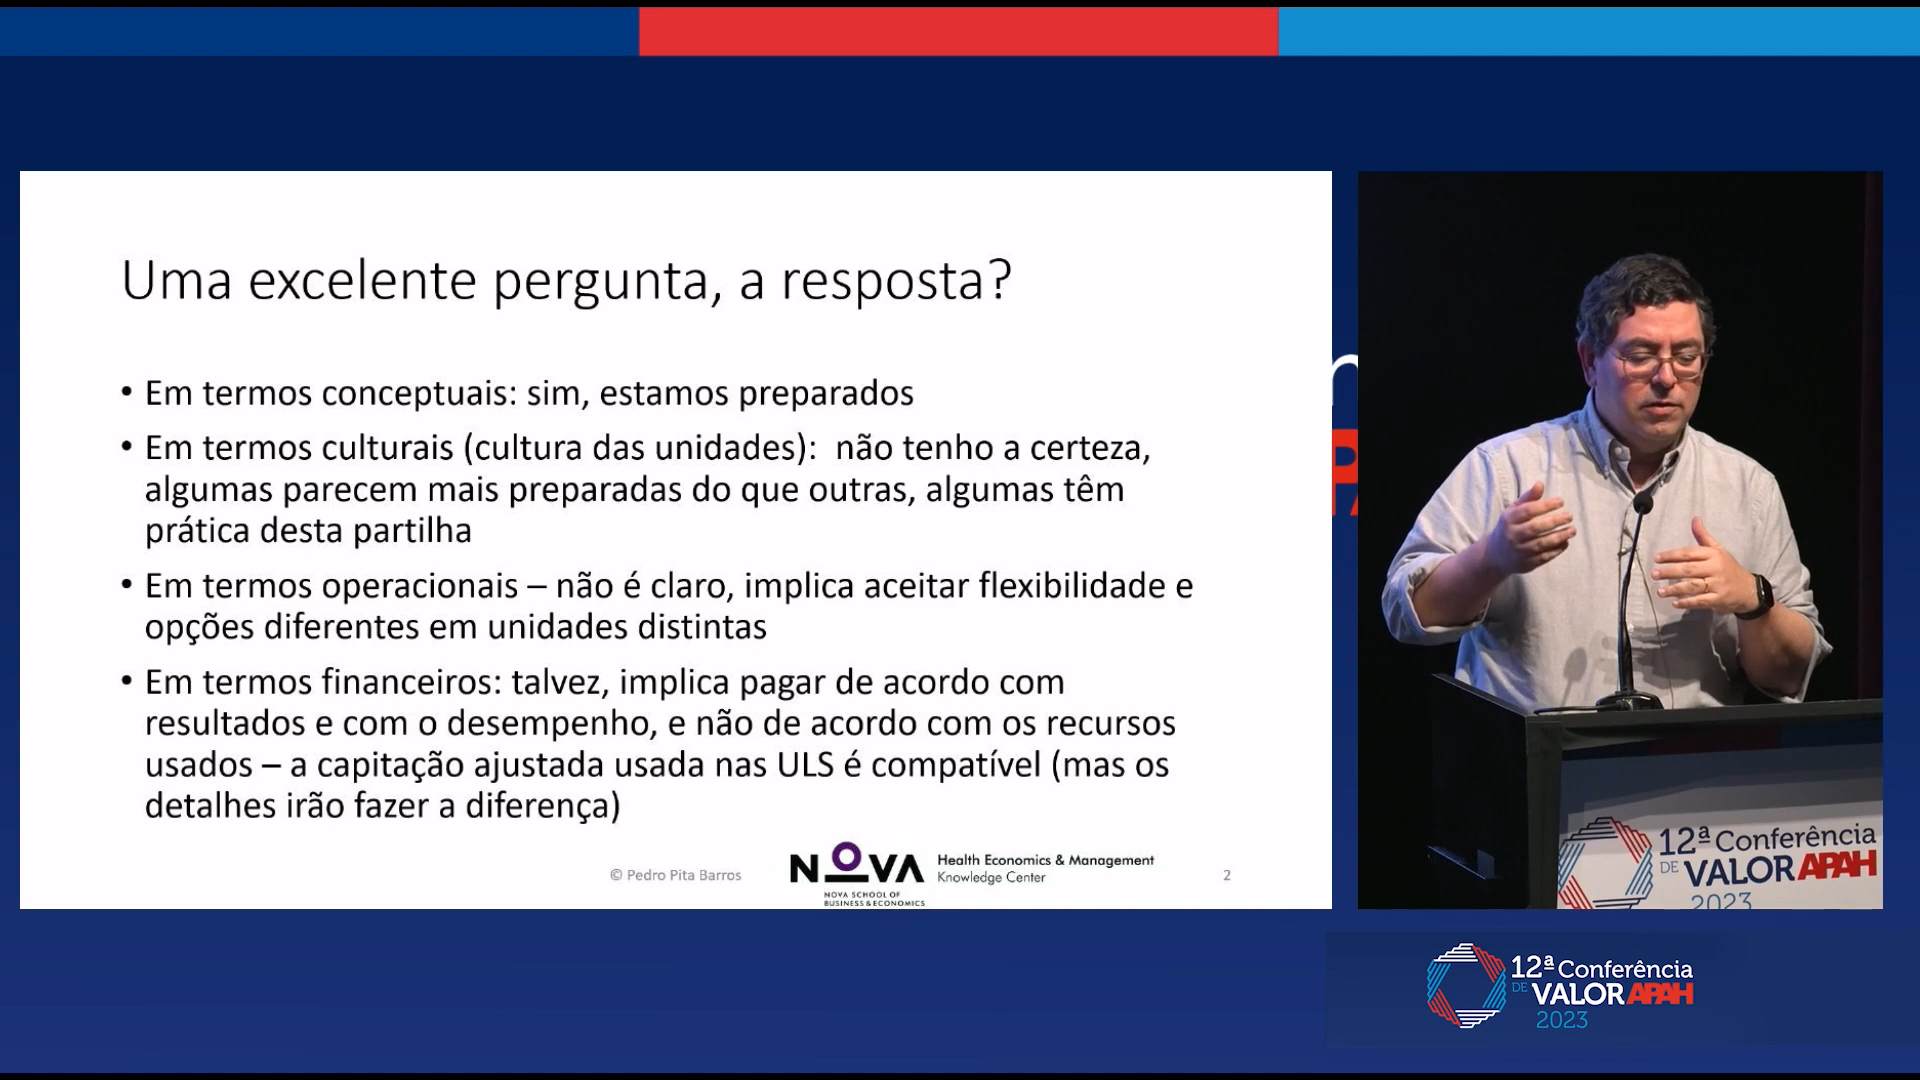 Uma excelente pergunta, a resposta?
• Em termos conceptuais: sim, estamos preparados
• Em termos culturais (cultura das unidades):  não tenho a certeza,
algumas parecem mais preparadas do que outras, algumas têm
prática desta partilha
• Em termos operacionais – não é claro, implica aceitar flexibilidade e
opções diferentes em unidades distintas
• Em termos financeiros: talvez, implica pagar de acordo com
resultados e com o desempenho, e não de acordo com os recursos
usados – a capitação ajustada usada nas ULS é compatível (mas os
detalhes irão fazer a diferença)
© Pedro Pita Barros
NOVA
NOVA SCHOOL OF
BUSINESS & ECONOMICS
Health Economics & Management
Knowledge Center
2
12ª Conferência
DE VALOR APAH
2023
12ª Conferência
DE VALOR APAH
2023